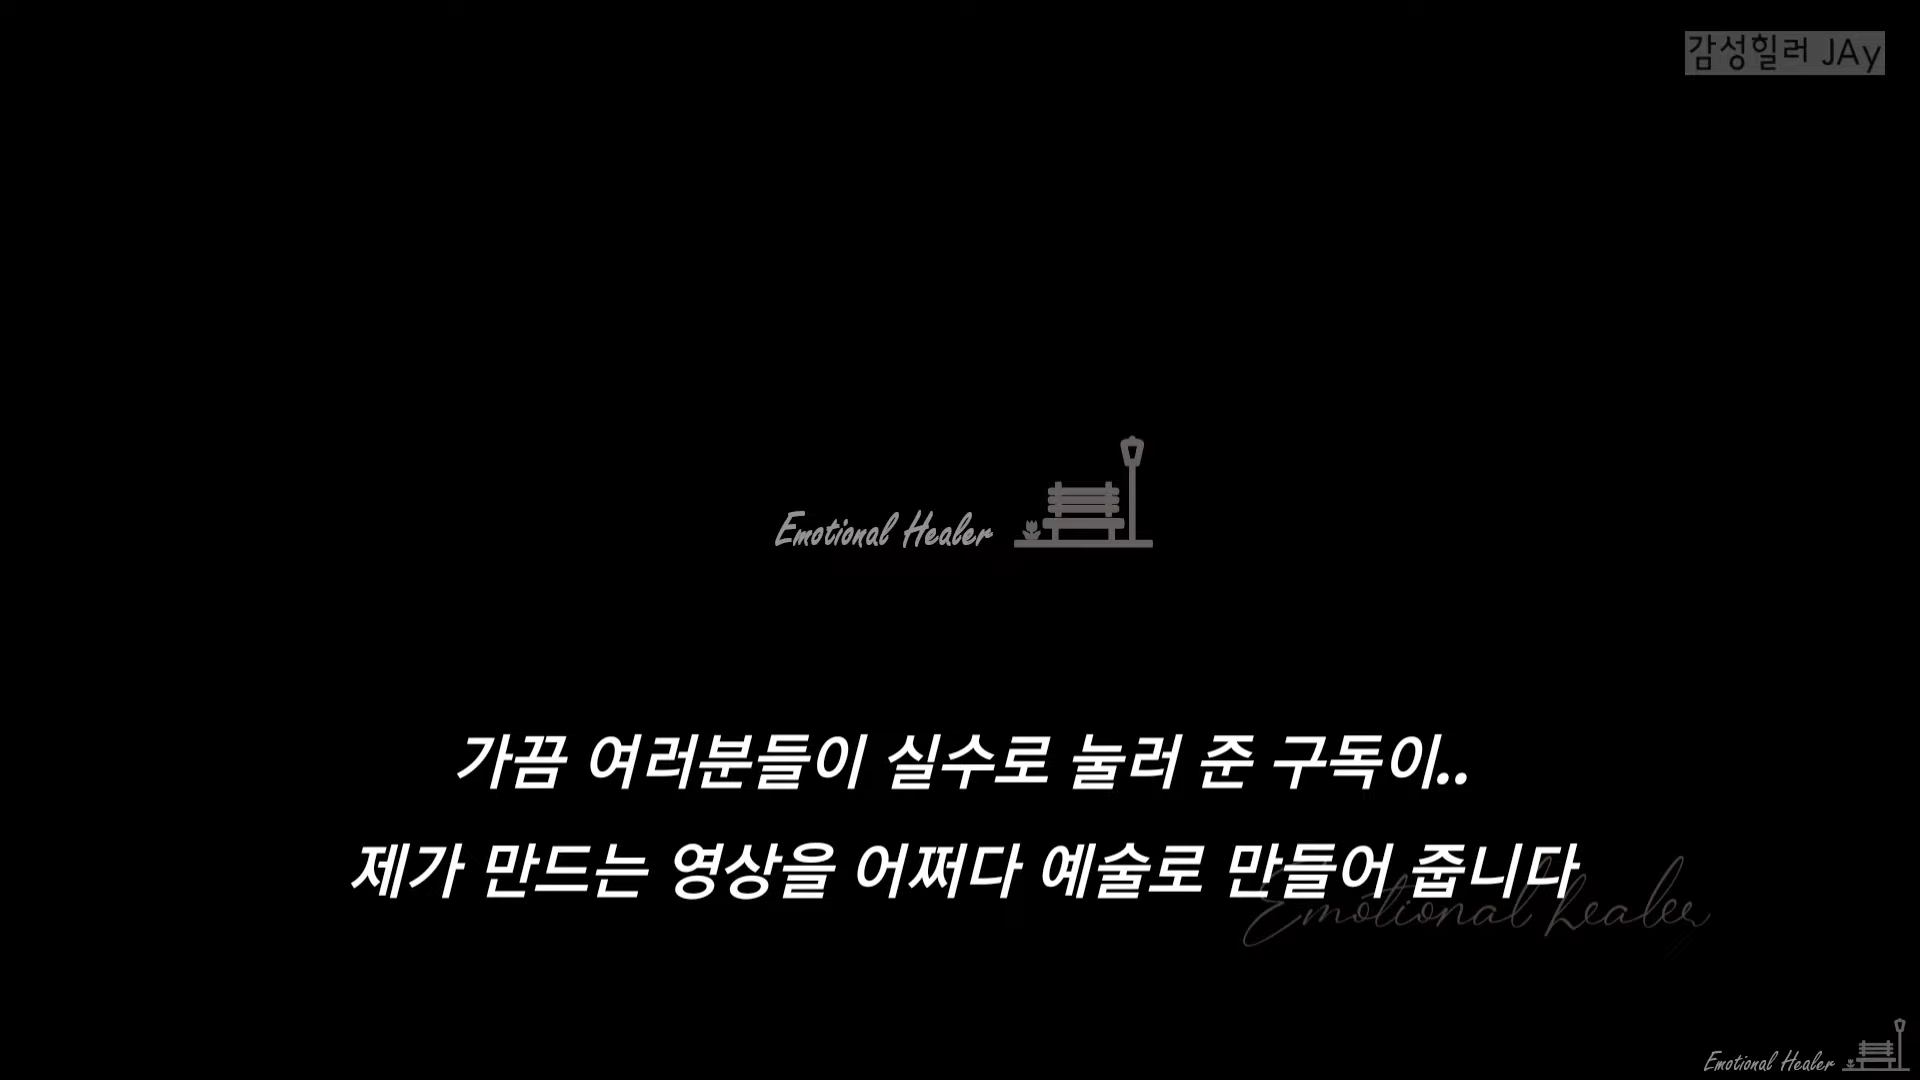 감성힐러 JAy
Emotional Healer
가끔 여러분들이 실수로 눌러 준 구독이..
제가 만드는 영상을 어쩌다 예술로 만들어 줍니다
Emotional healer
Emotional Healer